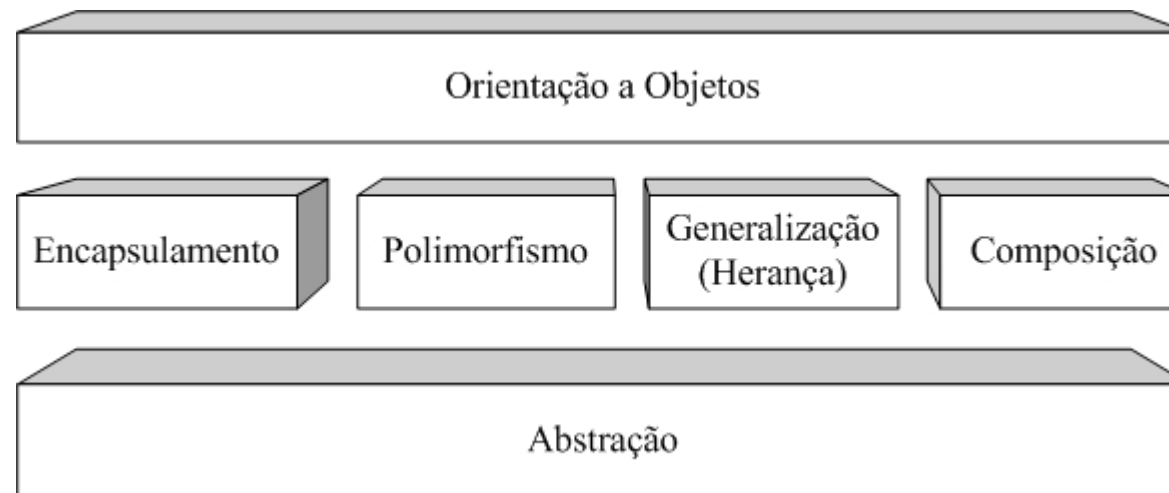 Orientação a Objetos
Encapsulamento
Polimorfismo
Generalização
(Herança)
Composição
Abstração